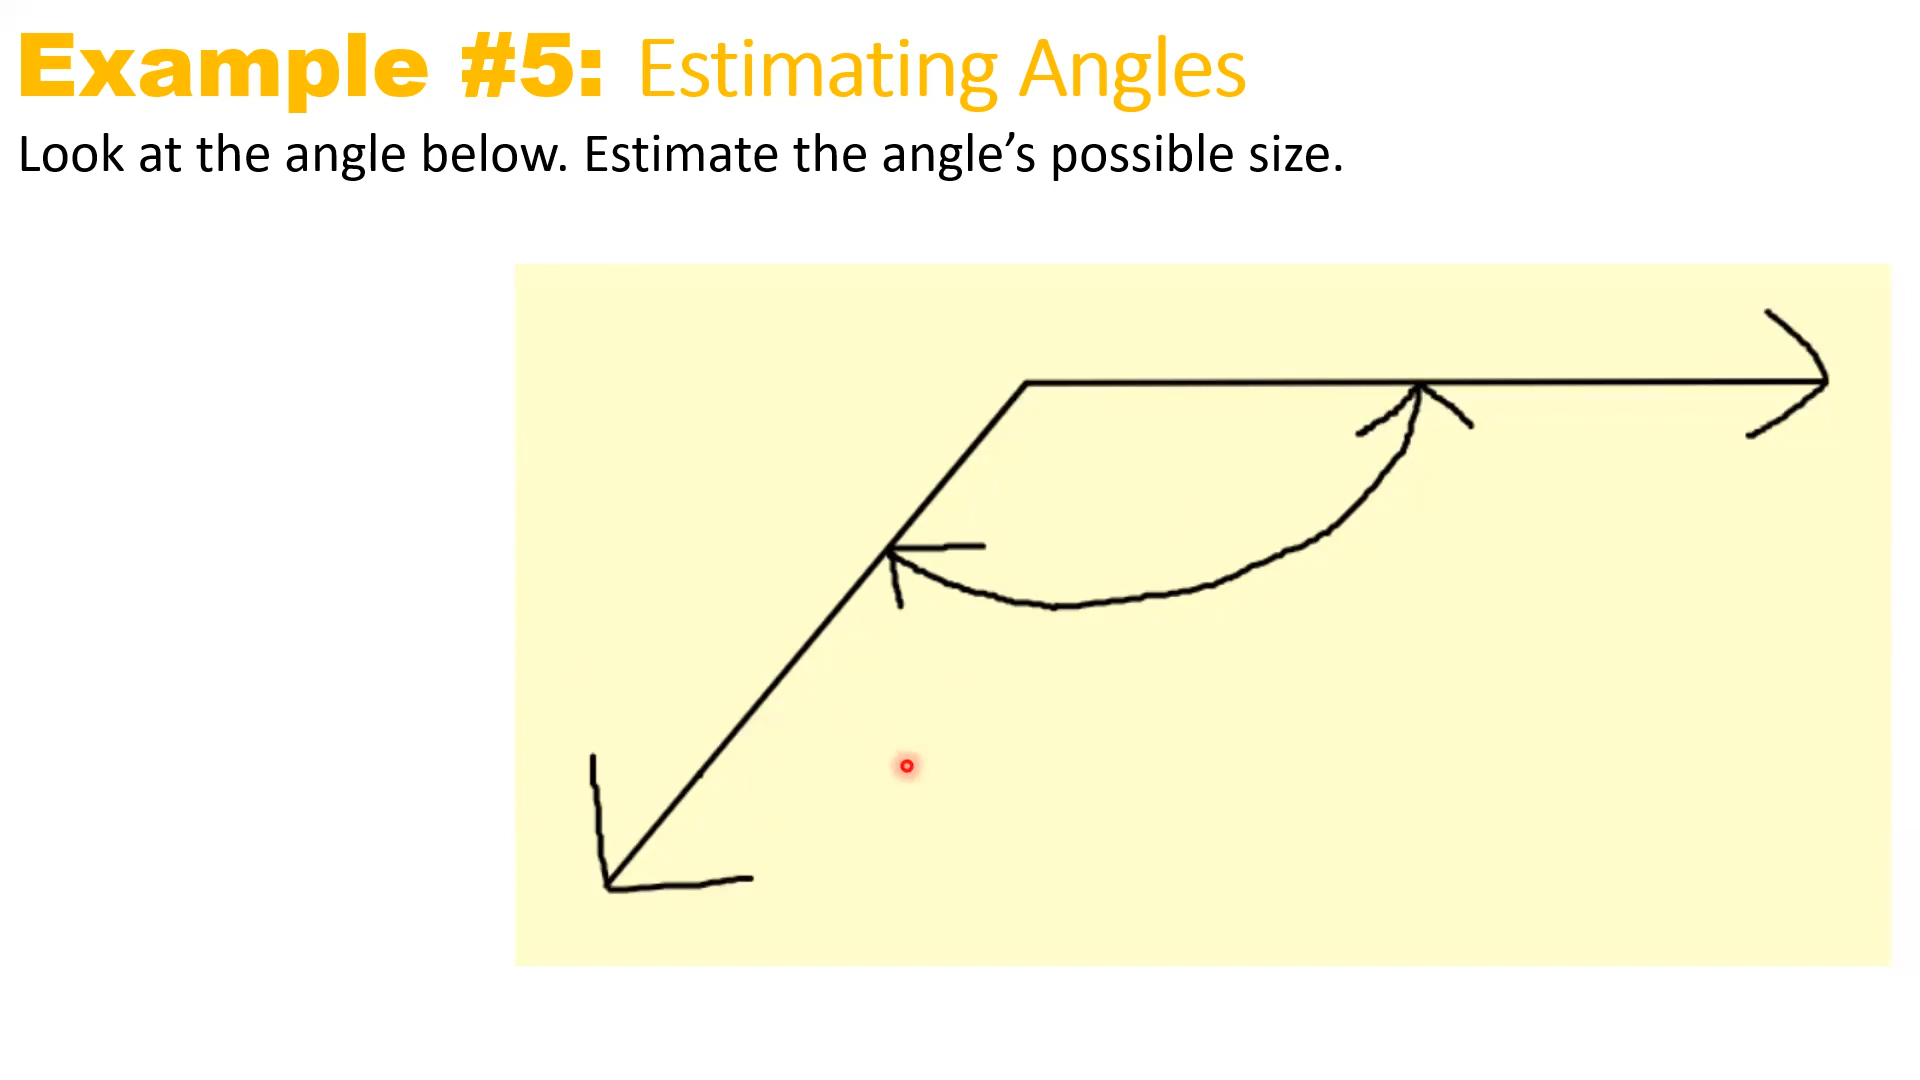 Example #5: Estimating Angles
Look at the angle below. Estimate the angle’s possible size.